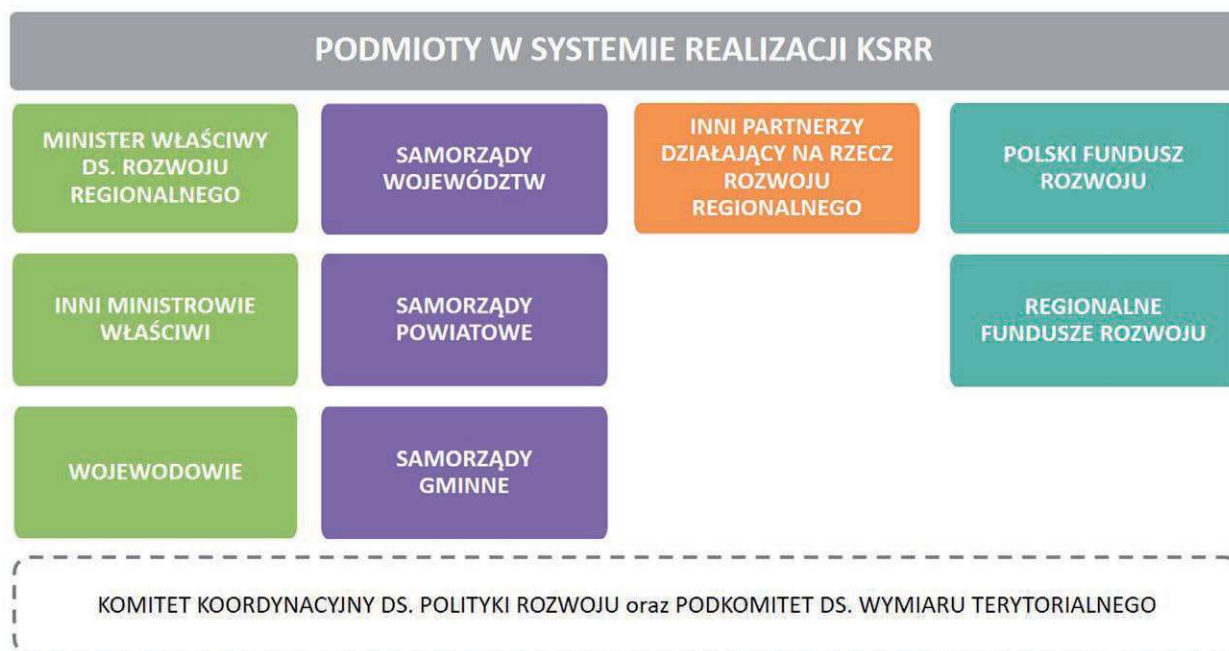 PODMIOTY W SYSTEMIE REALIZACJI KSRR
MINISTER WŁAŚCIWY
DS. ROZWOJU
REGIONALNEGO
SAMORZĄDY
WOJEWÓDZTW
INNI PARTNERZY
DZIAŁAJĄCY NA RZECZ
ROZWOJU
REGIONALNEGO
POLSKI FUNDUSZ
ROZWOJU
INNI MINISTROWIE
WŁAŚCIWI
SAMORZĄDY
POWIATOWE
REGIONALNE
FUNDUSZE ROZWOJU
WOJEWODOWIE
SAMORZĄDY
GMINNE
KOMITET KOORDYNACYJNY DS. POLITYKI ROZWOJU oraz PODKOMITET DS. WYMIARU TERYTORIALNEGO